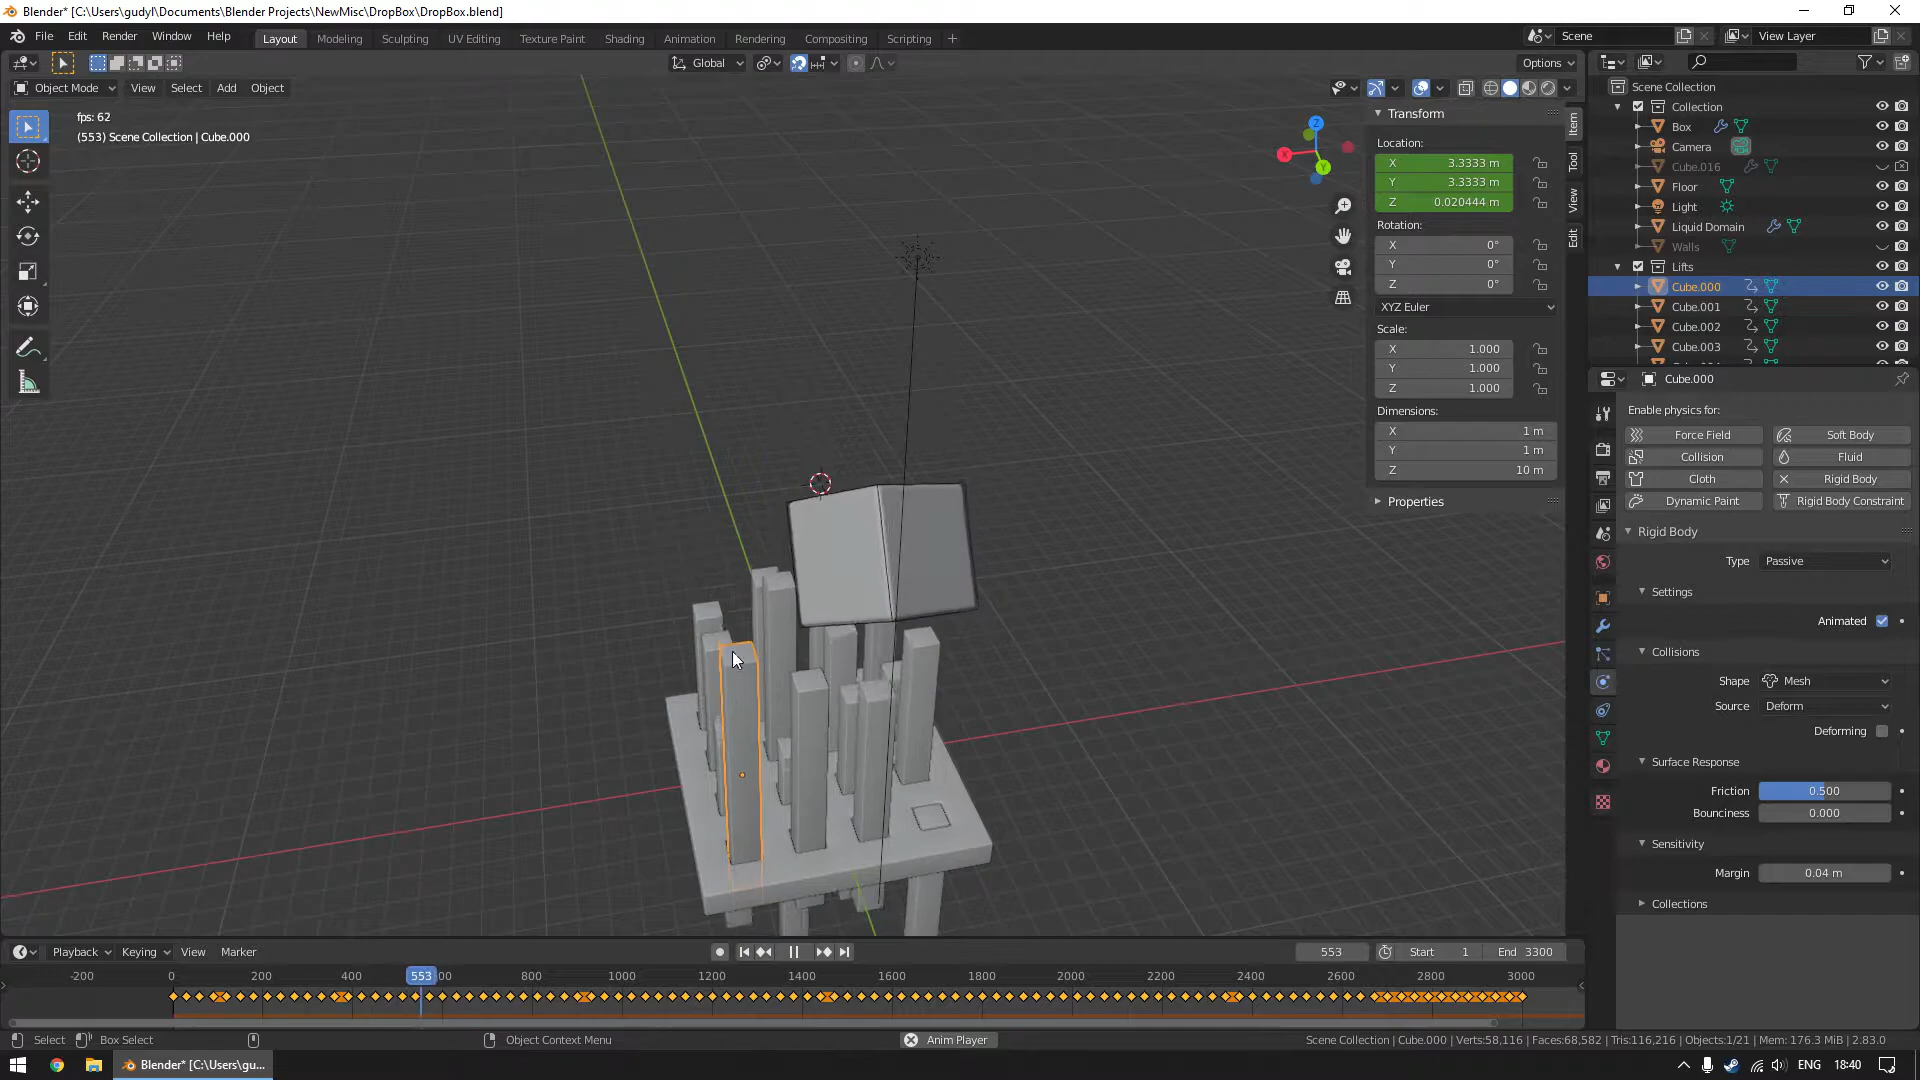 Blender* [C:\Users\gudyl\Documents\Blender Projects\NewMisc\DropBox\DropBox.blend]
File Edit Render Window Help
Layout Modeling Sculpting UV Editing Texture Paint Shading Animation Rendering Compositing Scripting
Scene
View Layer
Global
Options
Object Mode View Select Add Object
fps: 62
(553) Scene Collection | Cube.000
Z
X
Y
Transform
Location:
X 3.3333 m
Y 3.3333 m
Z 0.020444 m
Rotation:
X 0°
Y 0°
Z 0°
XYZ Euler
Scale:
X 1.000
Y 1.000
Z 1.000
Dimensions:
X 1 m
Y 1 m
Z 10 m
Properties
Item
Tool
View
Edit
Scene Collection
Collection
Box
Camera
Cube.016
Floor
Light
Liquid Domain
Walls
Lifts
Cube.000
Cube.001
Cube.002
Cube.003
Cube.000
Enable physics for:
Force Field Soft Body
Collision Fluid
Cloth Rigid Body
Dynamic Paint Rigid Body Constraint
Rigid Body
Type Passive
Settings
Animated
Collisions
Shape Mesh
Source Deform
Deforming
Surface Response
Friction 0.500
Bounciness 0.000
Sensitivity
Margin 0.04 m
Collections
Playback Keying View Marker
553 Start 1 End 3300
-200 0 200 400 553 600 800 1000 1200 1400 1600 1800 2000 2200 2400 2600 2800 3000
Select Box Select Object Context Menu Anim Player Scene Collection | Cube.000 | Verts:58,116 | Faces:68,582 | Tris:116,216 | Objects:1/21 | Mem: 176.3 MiB | 2.83.0
Blender* [C:\Users\gu... ENG 18:40